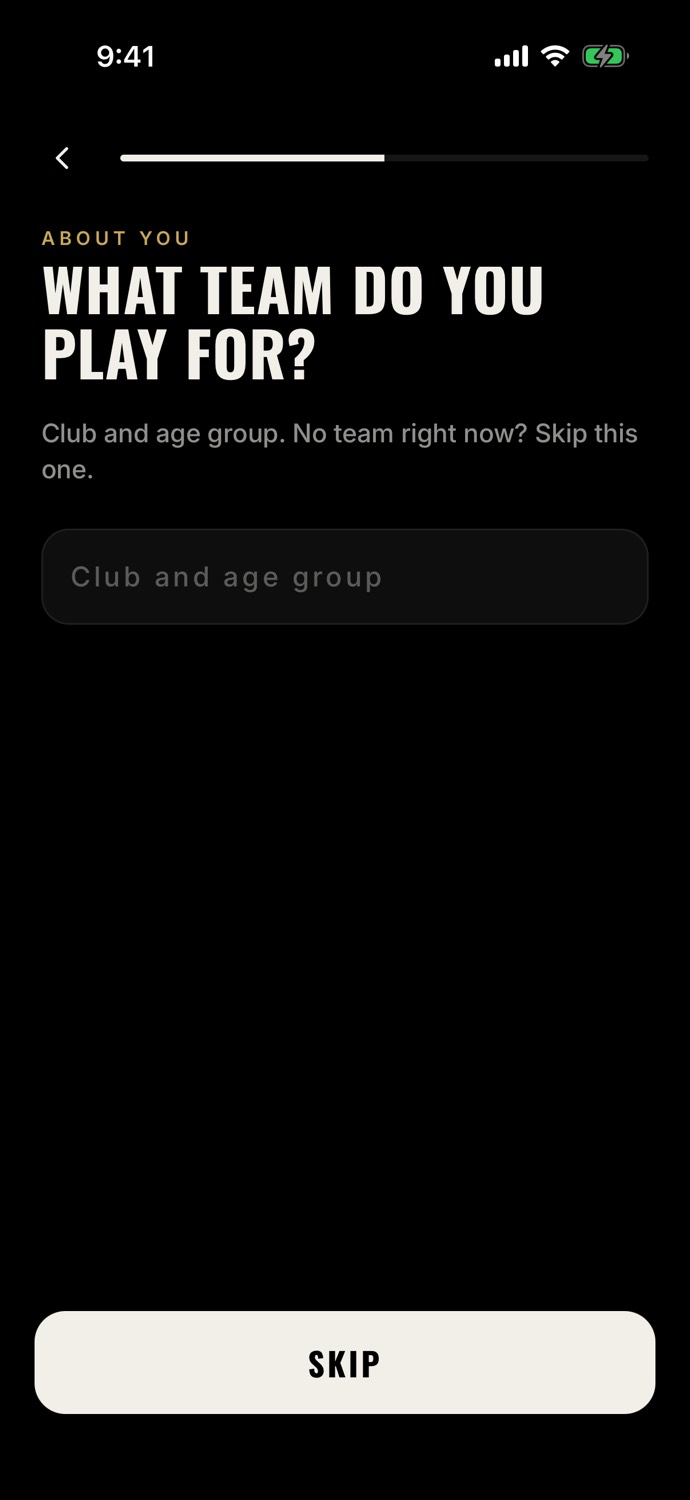 9:41
ABOUT YOU
WHAT TEAM DO YOU
PLAY FOR?
Club and age group. No team right now? Skip this
one.
Club and age group
SKIP